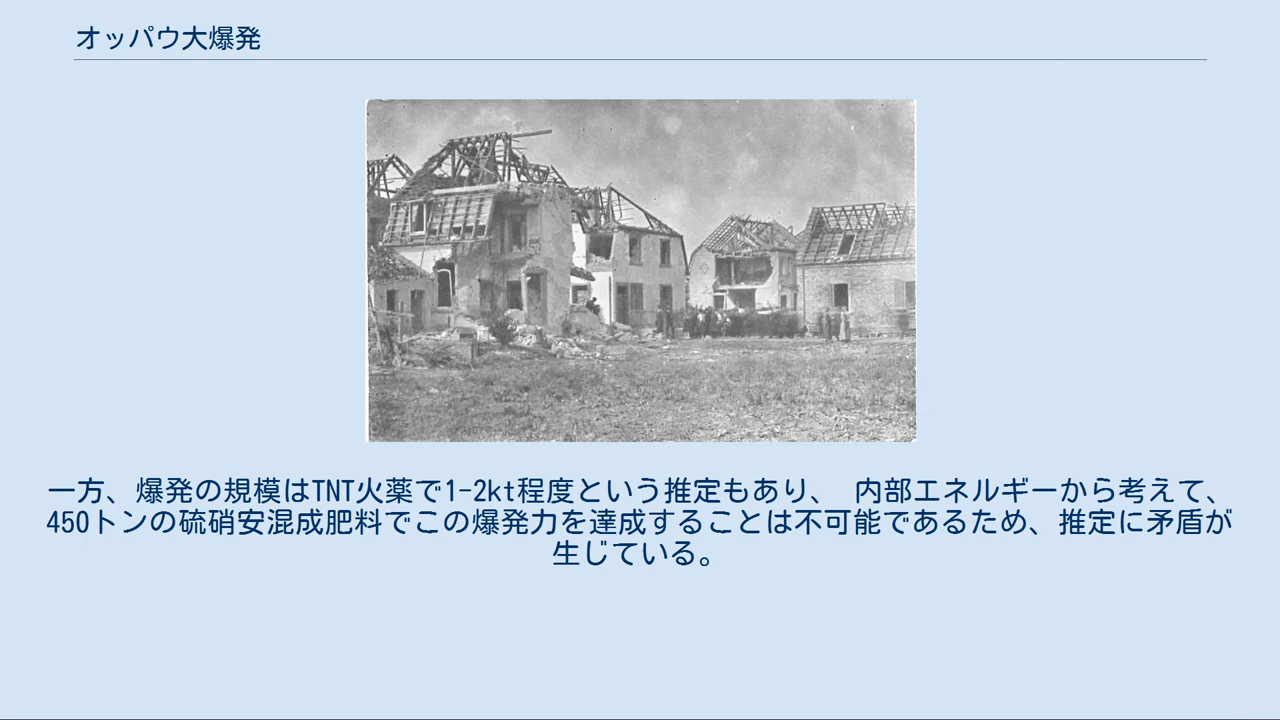 オッパウ大爆発
一方、爆発の規模はTNT火薬で1-2kt程度という推定もあり、 内部エネルギーから考えて、
450トンの硫硝安混成肥料でこの爆発力を達成することは不可能であるため、推定に矛盾が
生じている。